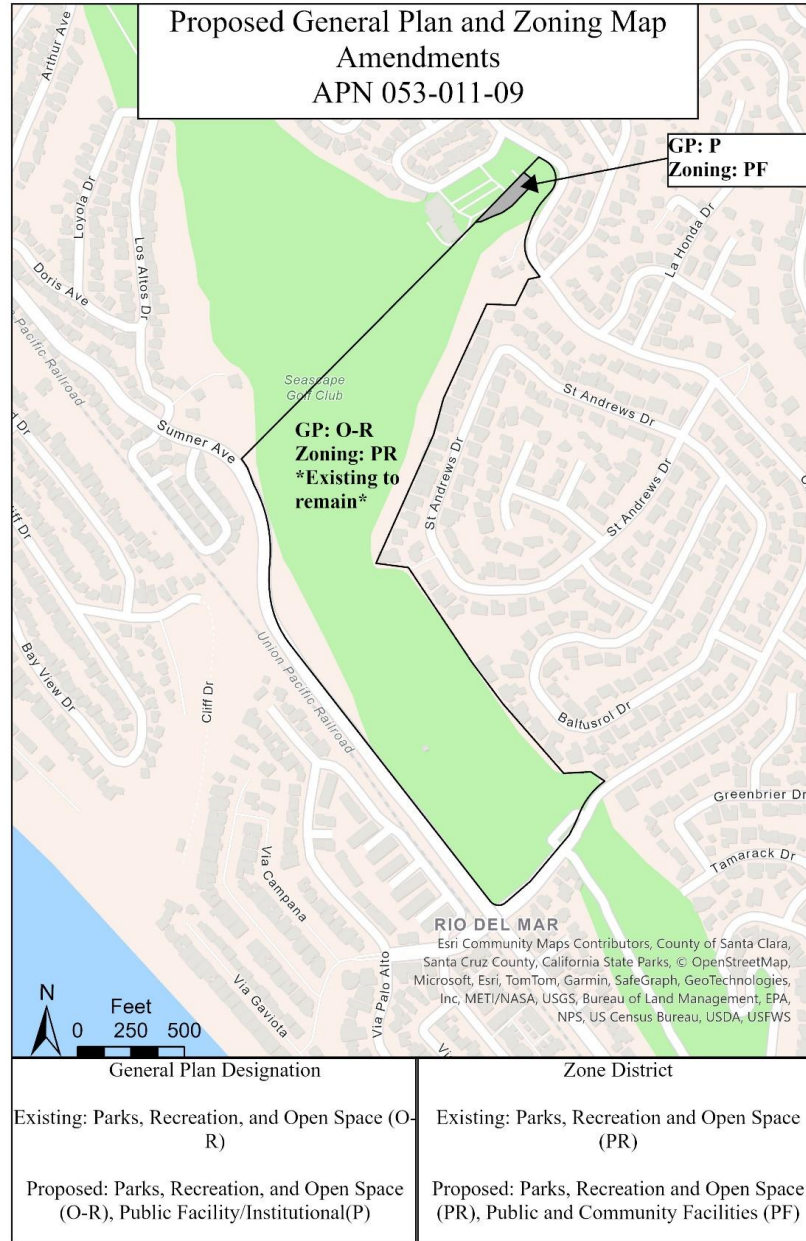 Proposed General Plan and Zoning Map
Amendments
APN 053-011-09
Arthur Ave
GP: P
Zoning: PF
Loyola Dr
Los Altos Dr
La Honda Dr
Doris Ave
Pacific Railroad
Seascape
Golf Club
Sumner Ave
GP: O-R
Zoning: PR
*Existing to
remain*
St Andrews Dr
St Andrews Dr
St Andrews Dr
Bay View Dr
Cliff Dr
Union Pacific Railroad
Baltusrol Dr
Greenbrier Dr
Tamarack Dr
Via Campana
Via Gaviota
Via Palo Alto
RIO DEL MAR
Esri Community Maps Contributors, County of Santa Clara,
Santa Cruz County, California State Parks, © OpenStreetMap,
Microsoft, Esri, TomTom, Garmin, SafeGraph, GeoTechnologies,
Inc, METI/NASA, USGS, Bureau of Land Management, EPA,
NPS, US Census Bureau, USDA, USFWS
N
Feet
0 250 500
General Plan Designation
Existing: Parks, Recreation, and Open Space (O-
R)
Proposed: Parks, Recreation, and Open Space
(O-R), Public Facility/Institutional(P)
Zone District
Existing: Parks, Recreation and Open Space
(PR)
Proposed: Parks, Recreation and Open Space
(PR), Public and Community Facilities (PF)